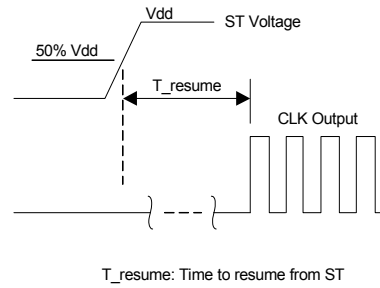 Vdd
ST Voltage
50% Vdd
T_resume
CLK Output
T_resume: Time to resume from ST